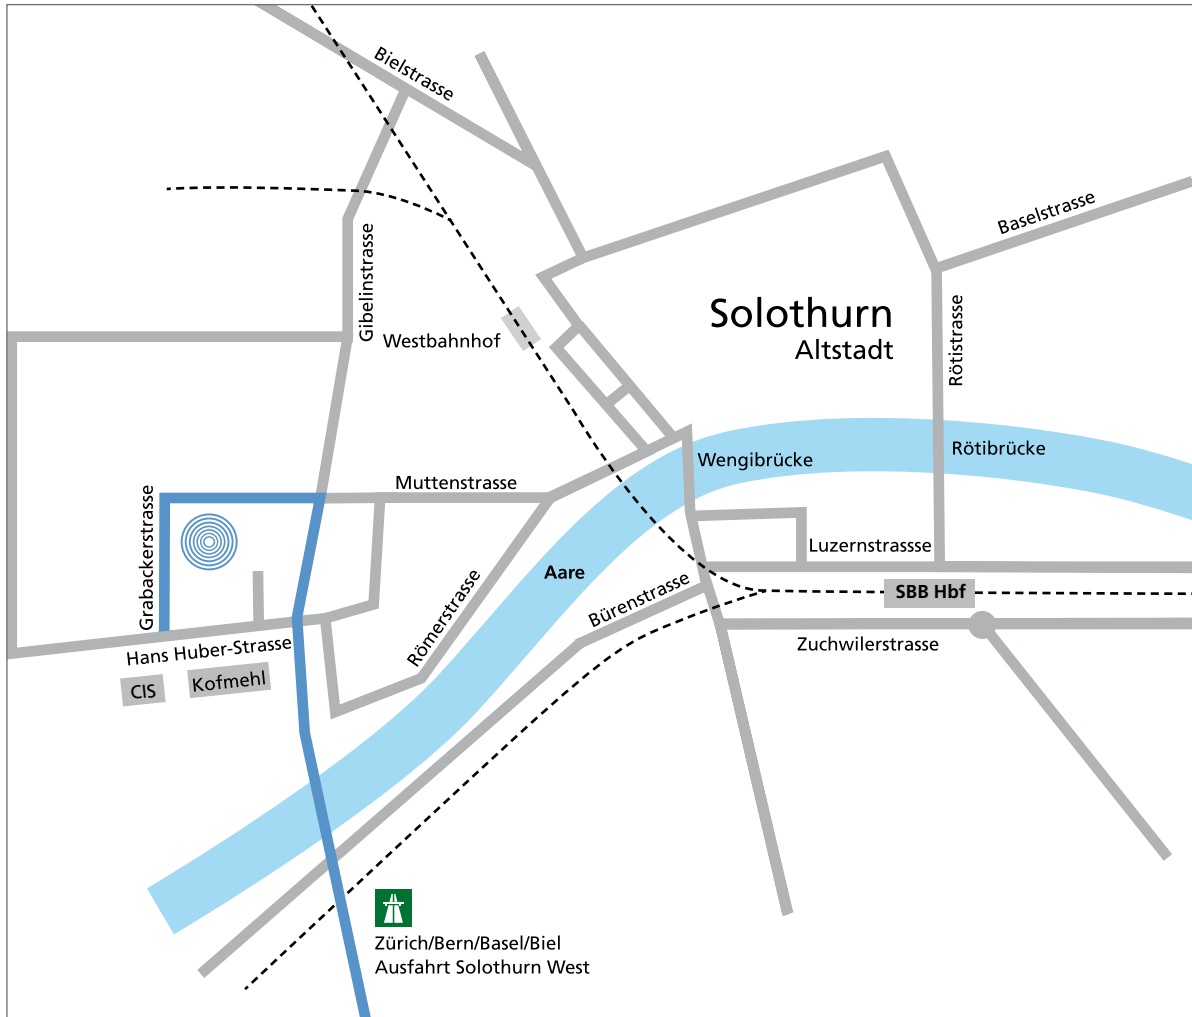 Bielstrasse
Baselstrasse
Gibelinstrasse
Solothurn
Altstadt
Rötistrasse
Westbahnhof
Wengibrücke
Rötibrücke
Muttenstrasse
Grabackerstrasse
Luzernstrassse
Aare
Bürenstrasse
SBB Hbf
Römerstrasse
Hans Huber-Strasse
Zuchwilerstrasse
CIS
Kofmehl
Zürich/Bern/Basel/Biel
Ausfahrt Solothurn West